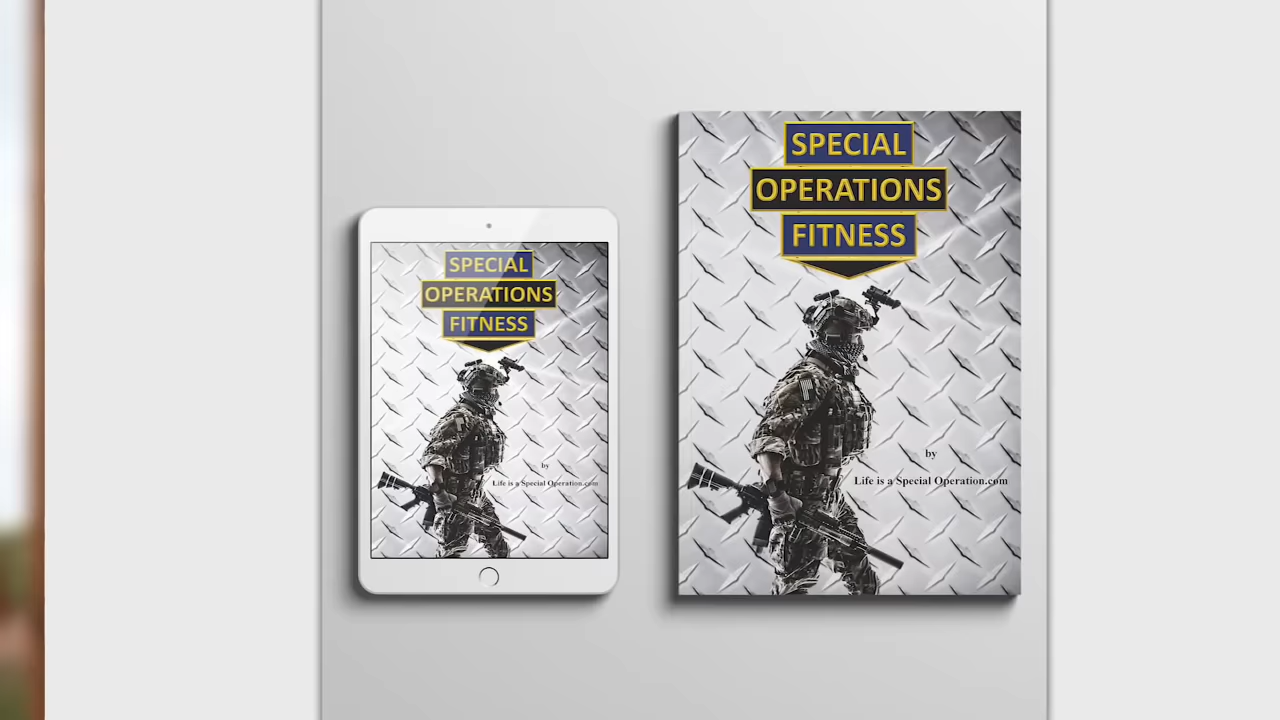 SPECIAL
OPERATIONS
FITNESS
by
Life is a Special Operation.com
SPECIAL
OPERATIONS
FITNESS
by
Life is a Special Operation.com